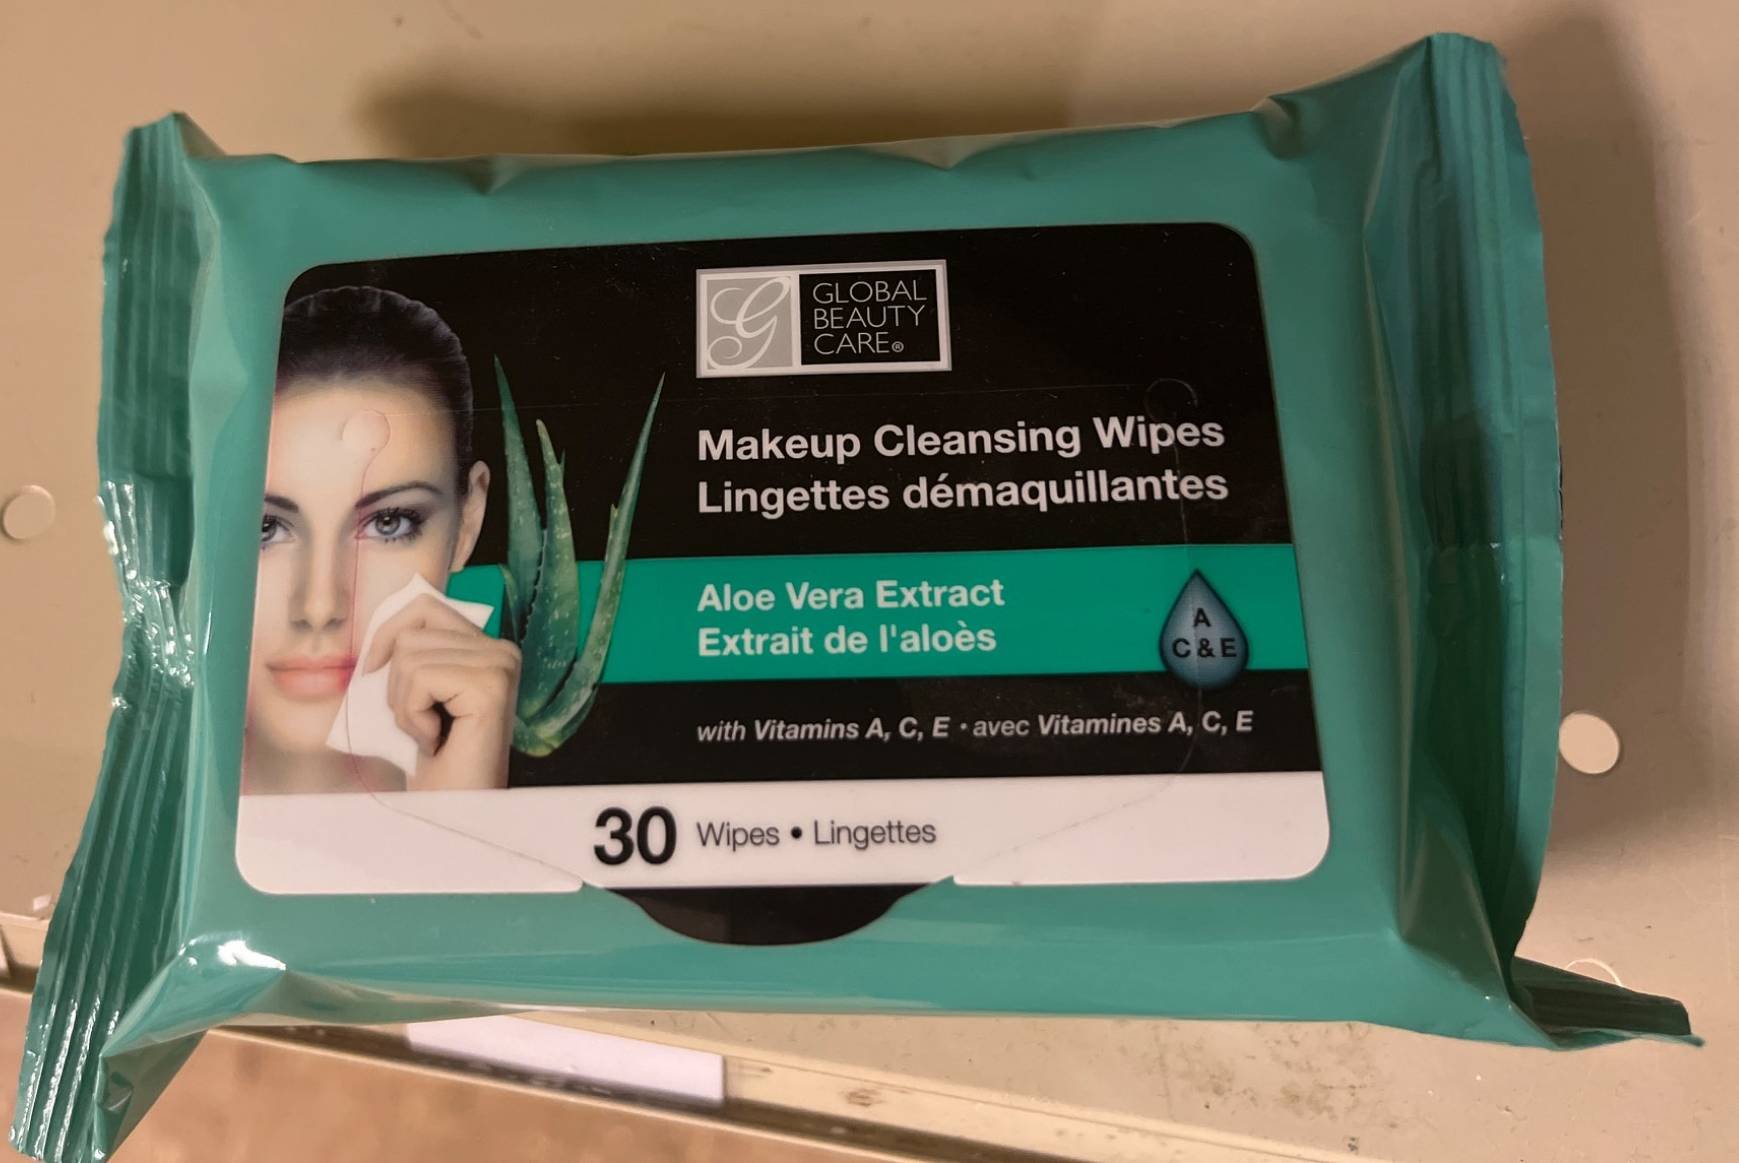 G
GLOBAL
BEAUTY
CARE®
Makeup Cleansing Wipes
Lingettes démaquillantes
Aloe Vera Extract
Extrait de l'aloès
A
C & E
with Vitamins A, C, E • avec Vitamines A, C, E
30 Wipes • Lingettes